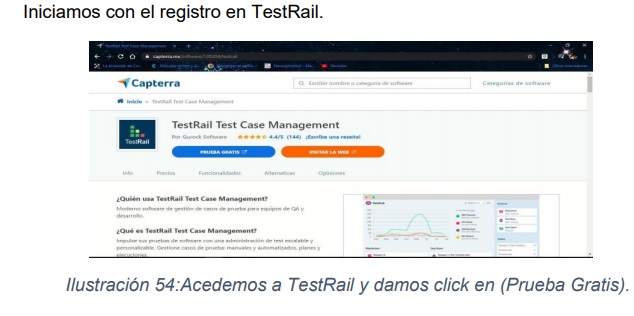 Iniciamos con el registro en TestRail.
TestRail Test Case Management
capterra.mx
Capterra
Escribir nombre o categoría de software
Categorías de software
Inicio » TestRail Test Case Management
TestRail
TestRail Test Case Management
Por Gurock Software 4.4/5 (144) ¡Escribe una reseña!
PRUEBA GRATIS
VISITAR LA WEB
Info Precios Funcionalidades Alternativas Opiniones
¿Quién usa TestRail Test Case Management?
Moderno software de gestión de casos de prueba para equipos de QA y
desarrollo.
¿Qué es TestRail Test Case Management?
Impulse sus pruebas de software con una administración de test escalable y
personalizable. Gestione casos de prueba manuales y automatizados, planes y
ejecuciones.
Ilustración 54:Acedemos a TestRail y damos click en (Prueba Gratis).